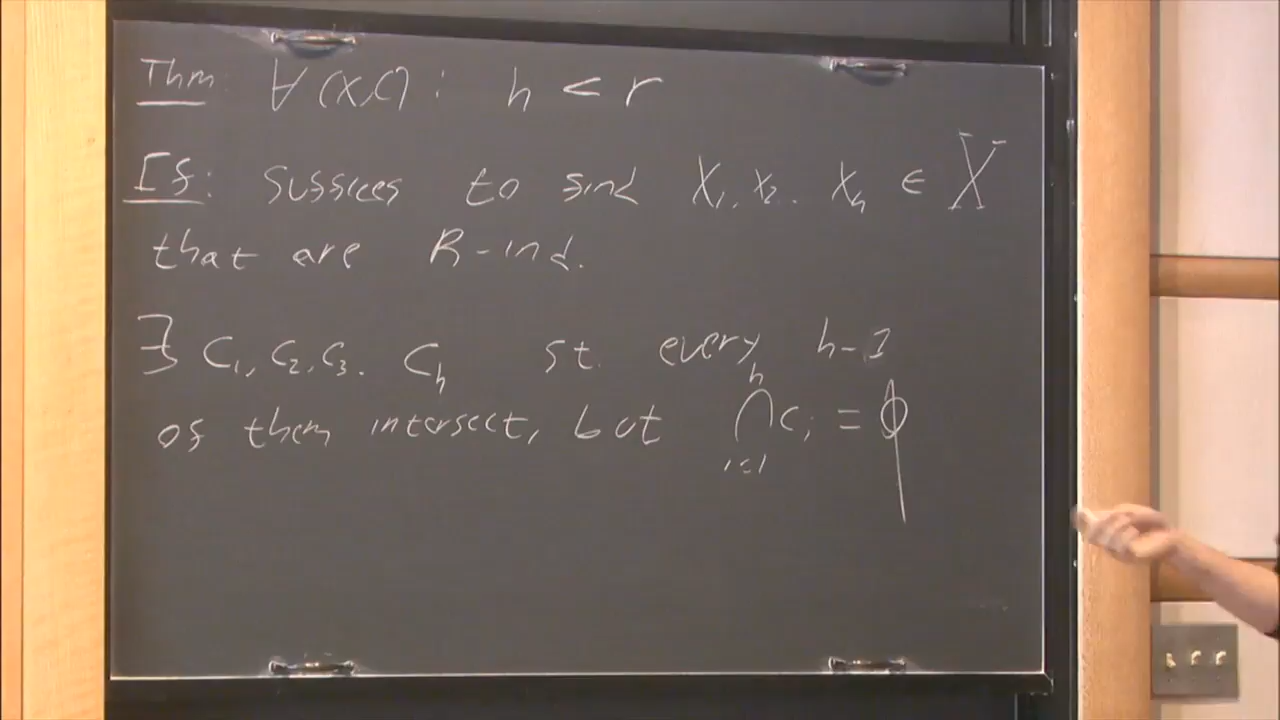 Thm: ∀(X,C): h < r
Pf: Suffices to find X₁, x₂.. Xₕ ∈ X
that are R-ind.
∃ C₁, C₂, C₃. Cₕ st. every h-1
of them intersect, but ⋂ᵢ₌₁ʰ Cᵢ = ∅